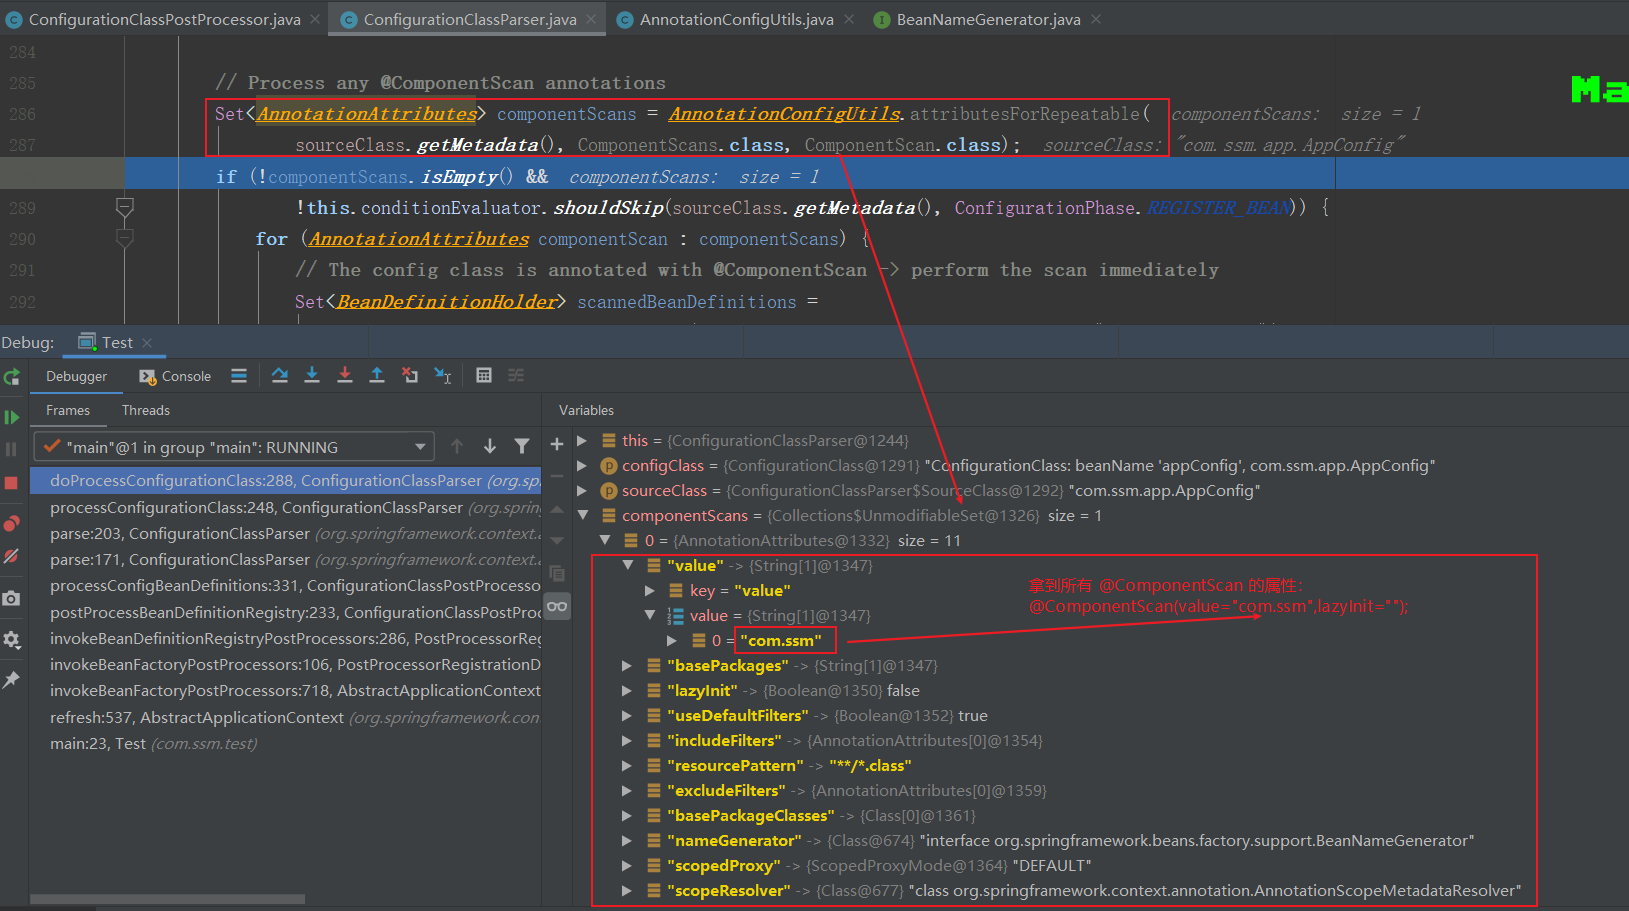 ConfigurationClassPostProcessor.java
ConfigurationClassParser.java
AnnotationConfigUtils.java
BeanNameGenerator.java
284
285 // Process any @ComponentScan annotations
286 Set<AnnotationAttributes> componentScans = AnnotationConfigUtils.attributesForRepeatable( componentScans: size = 1
287 sourceClass.getMetadata(), ComponentScans.class, ComponentScan.class); sourceClass: "com.ssm.app.AppConfig"
if (!componentScans.isEmpty() && componentScans: size = 1
289 !this.conditionEvaluator.shouldSkip(sourceClass.getMetadata(), ConfigurationPhase.REGISTER_BEAN)) {
290 for (AnnotationAttributes componentScan : componentScans) {
291 // The config class is annotated with @ComponentScan -> perform the scan immediately
292 Set<BeanDefinitionHolder> scannedBeanDefinitions =
Ma
Debug: Test
Debugger Console
Frames Threads
"main"@1 in group "main": RUNNING
doProcessConfigurationClass:288, ConfigurationClassParser (org.sp
processConfigurationClass:248, ConfigurationClassParser (org.spring
parse:203, ConfigurationClassParser (org.springframework.context.a
parse:171, ConfigurationClassParser (org.springframework.context.a
processConfigBeanDefinitions:331, ConfigurationClassPostProcesso
postProcessBeanDefinitionRegistry:233, ConfigurationClassPostProc
invokeBeanDefinitionRegistryPostProcessors:286, PostProcessorReg
invokeBeanFactoryPostProcessors:106, PostProcessorRegistrationD
invokeBeanFactoryPostProcessors:718, AbstractApplicationContext
refresh:537, AbstractApplicationContext (org.springframework.con
main:23, Test (com.ssm.test)
Variables
this = {ConfigurationClassParser@1244}
configClass = {ConfigurationClass@1291} "ConfigurationClass: beanName 'appConfig', com.ssm.app.AppConfig"
sourceClass = {ConfigurationClassParser$SourceClass@1292} "com.ssm.app.AppConfig"
componentScans = {Collections$UnmodifiableSet@1326} size = 1
0 = {AnnotationAttributes@1332} size = 11
"value" -> {String[1]@1347}
key = "value"
value = {String[1]@1347}
0 = "com.ssm"
拿到所有 @ComponentScan 的属性:
@ComponentScan(value="com.ssm",lazyInit="");
"basePackages" -> {String[1]@1347}
"lazyInit" -> {Boolean@1350} false
"useDefaultFilters" -> {Boolean@1352} true
"includeFilters" -> {AnnotationAttributes[0]@1354}
"resourcePattern" -> "**/*.class"
"excludeFilters" -> {AnnotationAttributes[0]@1359}
"basePackageClasses" -> {Class[0]@1361}
"nameGenerator" -> {Class@674} "interface org.springframework.beans.factory.support.BeanNameGenerator"
"scopedProxy" -> {ScopedProxyMode@1364} "DEFAULT"
"scopeResolver" -> {Class@677} "class org.springframework.context.annotation.AnnotationScopeMetadataResolver"